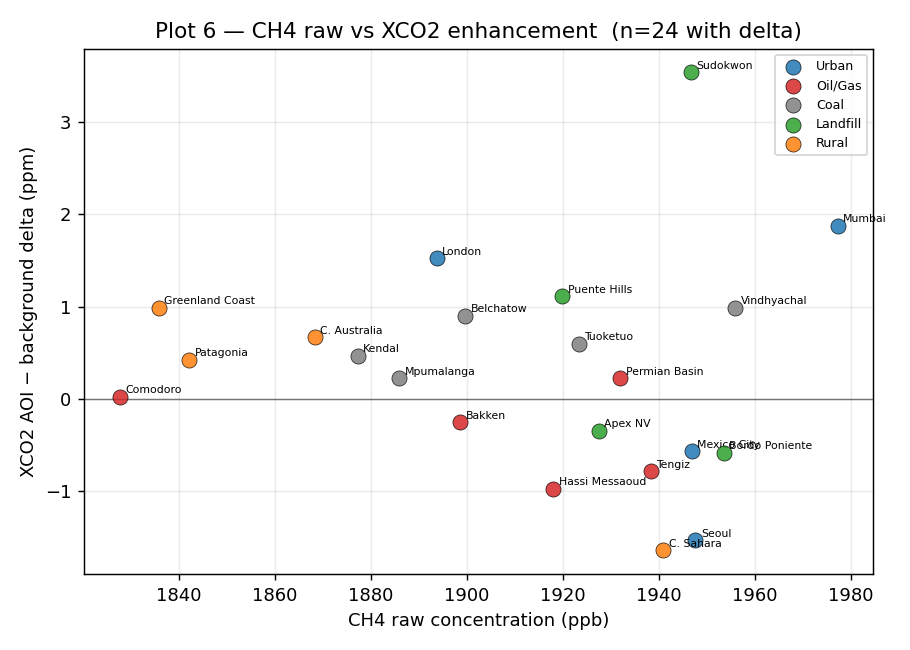 Plot 6 — CH4 raw vs XCO2 enhancement (n=24 with delta)
XCO2 AOI − background delta (ppm)
3
2
1
0
−1
Urban
Oil/Gas
Coal
Landfill
Rural
Sudokwon
Mumbai
London
Greenland Coast
Puente Hills
Vindhyachal
Belchatow
C. Australia
Tuoketuo
Patagonia
Kendal
Mpumalanga
Permian Basin
Comodoro
Bakken
Apex NV
Mexico City
Bordo Poniente
Tengiz
Hassi Messaoud
Seoul
C. Sahara
1840 1860 1880 1900 1920 1940 1960 1980
CH4 raw concentration (ppb)